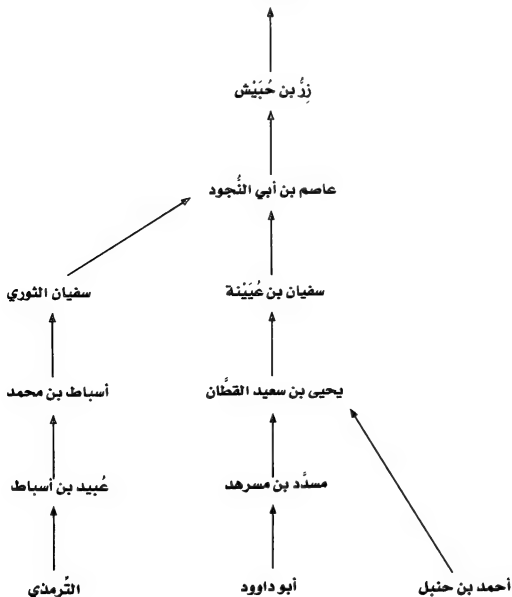 زِرُّ بن حُبَيْش
عاصم بن أبي النُّجود
سفيان بن عُيَيْنة
سفيان الثوري
يحيى بن سعيد القطَّان
أسباط بن محمد
مسدَّد بن مسرهد
عُبيد بن أسباط
أحمد بن حنبل
أبو داوود
التِّرمذي